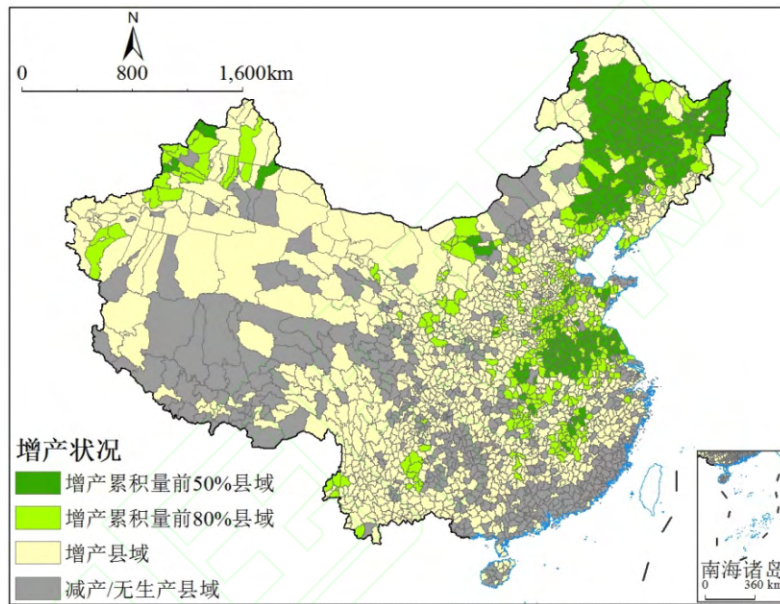 N
0 800 1,600km
增产状况
增产累积量前50%县域
增产累积量前80%县域
增产县域
减产/无生产县域
南海诸岛
0 360 km